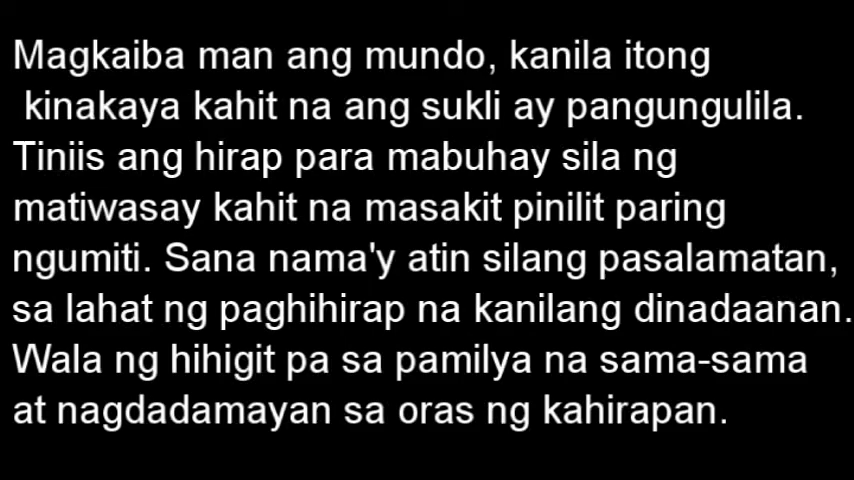 Magkaiba man ang mundo, kanila itong
kinakaya kahit na ang sukli ay pangungulila.
Tiniis ang hirap para mabuhay sila ng
matiwasay kahit na masakit pinilit paring
ngumiti. Sana nama'y atin silang pasalamatan,
sa lahat ng paghihirap na kanilang dinadaanan.
Wala ng hihigit pa sa pamilya na sama-sama
at nagdadamayan sa oras ng kahirapan.